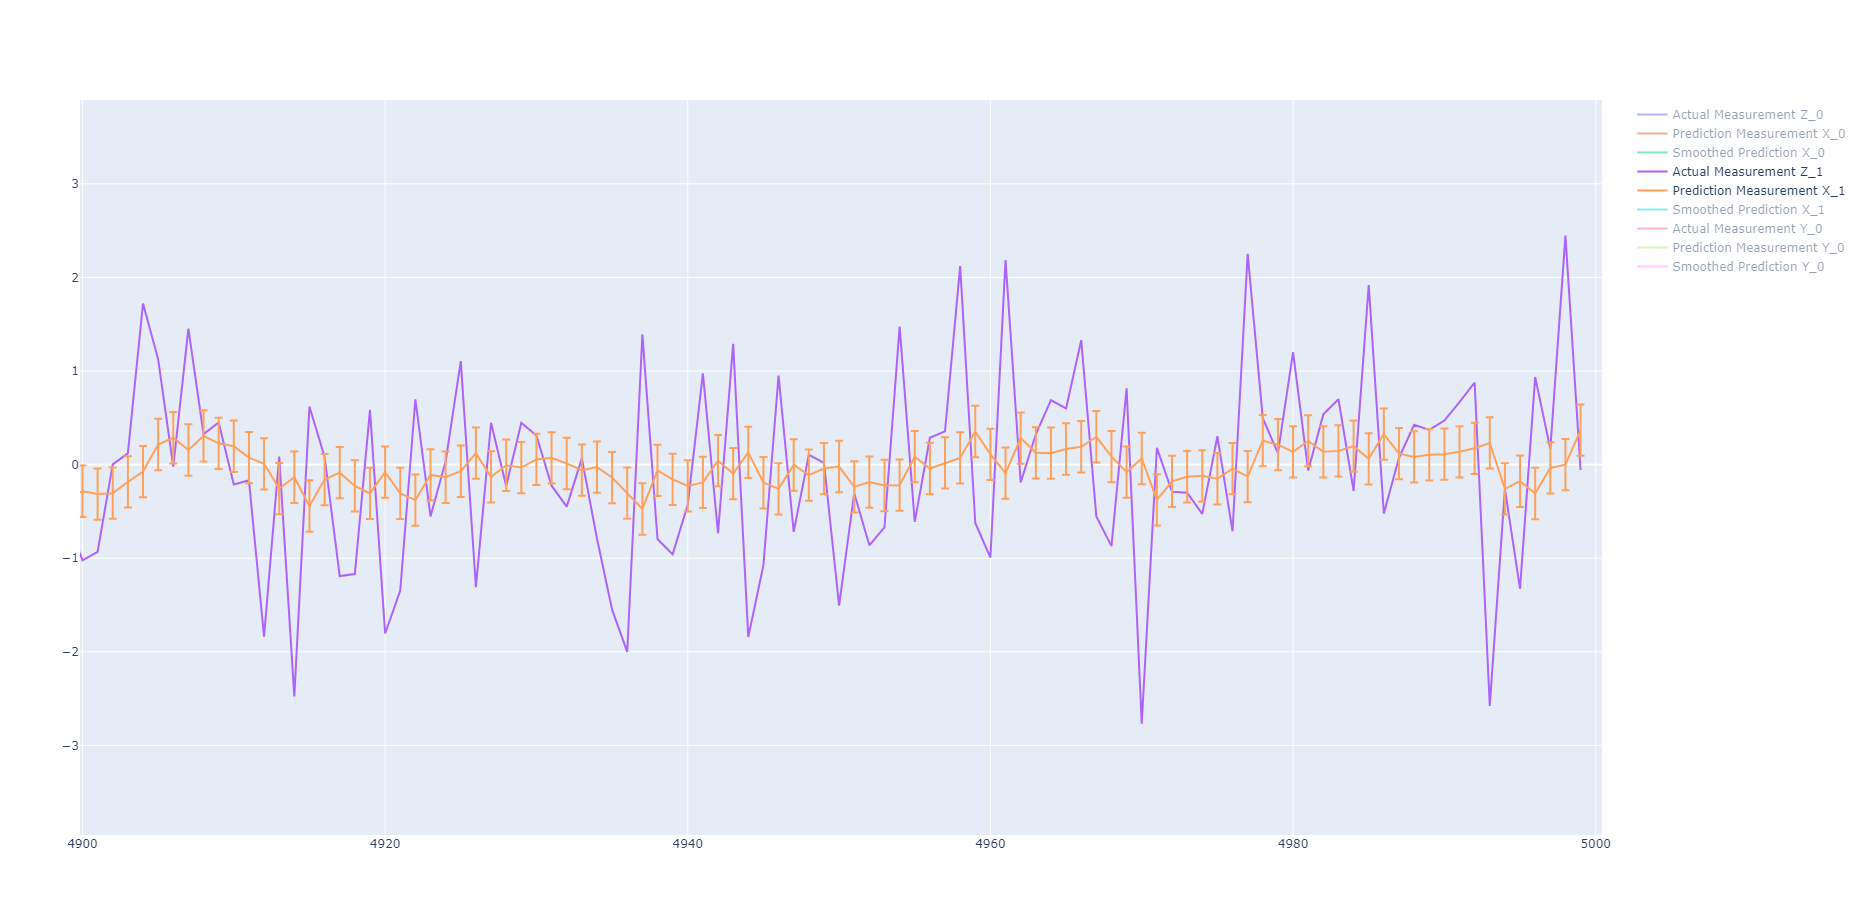 Actual Measurement Z_0
Prediction Measurement X_0
Smoothed Prediction X_0
Actual Measurement Z_1
Prediction Measurement X_1
Smoothed Prediction X_1
Actual Measurement Y_0
Prediction Measurement Y_0
Smoothed Prediction Y_0
3
2
1
0
−1
−2
−3
4900 4920 4940 4960 4980 5000